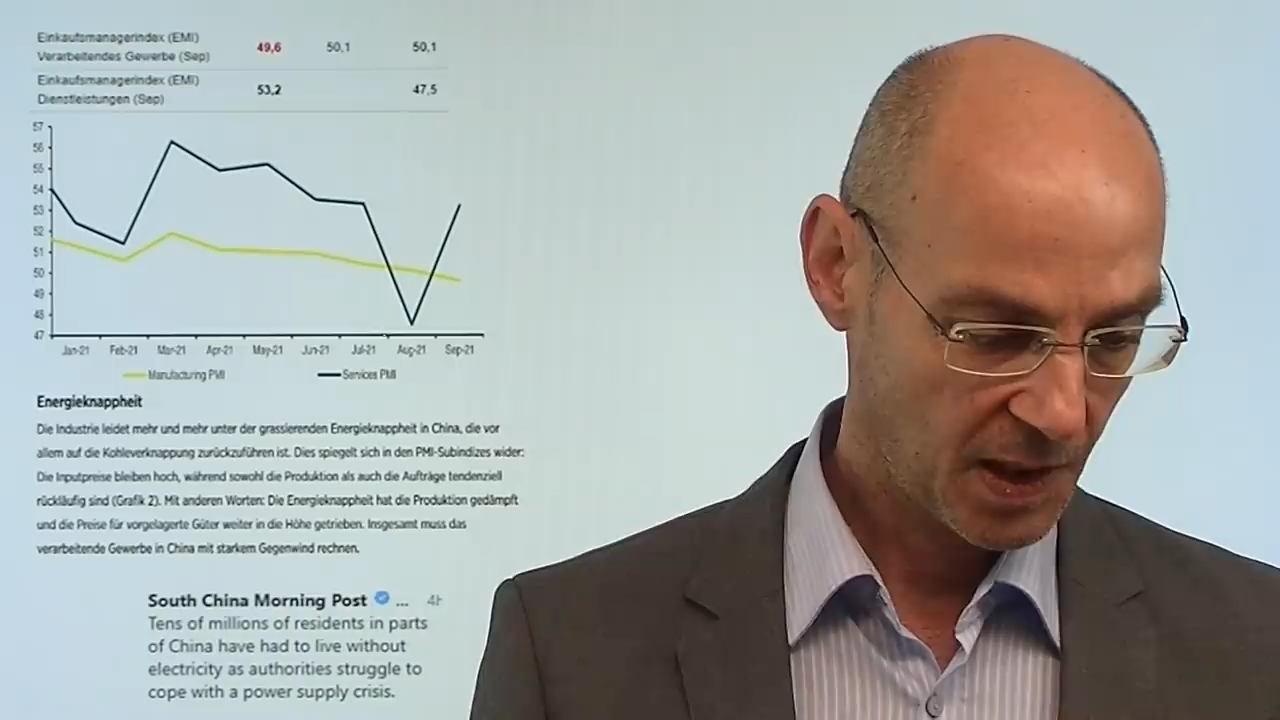 Einkaufsmanagerindex (EMI)
Verarbeitendes Gewerbe (Sep) 49,6 50,1 50,1
Einkaufsmanagerindex (EMI)
Dienstleistungen (Sep) 53,2 47,5
57
56
55
54
53
52
51
50
49
48
47
Jan-21 Feb-21 Mar-21 Apr-21 May-21 Jun-21 Jul-21 Aug-21 Sep-21
Manufacturing PMI Services PMI
Energieknappheit
Die Industrie leidet mehr und mehr unter der grassierenden Energieknappheit in China, die vor
allem auf die Kohleverknappung zurückzuführen ist. Dies spiegelt sich in den PMI-Subindizes wider:
Die Inputpreise bleiben hoch, während sowohl die Produktion als auch die Aufträge tendenziell
rückläufig sind (Grafik 2). Mit anderen Worten: Die Energieknappheit hat die Produktion gedämpft
und die Preise für vorgelagerte Güter weiter in die Höhe getrieben. Insgesamt muss das
verarbeitende Gewerbe in China mit starkem Gegenwind rechnen.
South China Morning Post ... 4h
Tens of millions of residents in parts
of China have had to live without
electricity as authorities struggle to
cope with a power supply crisis.